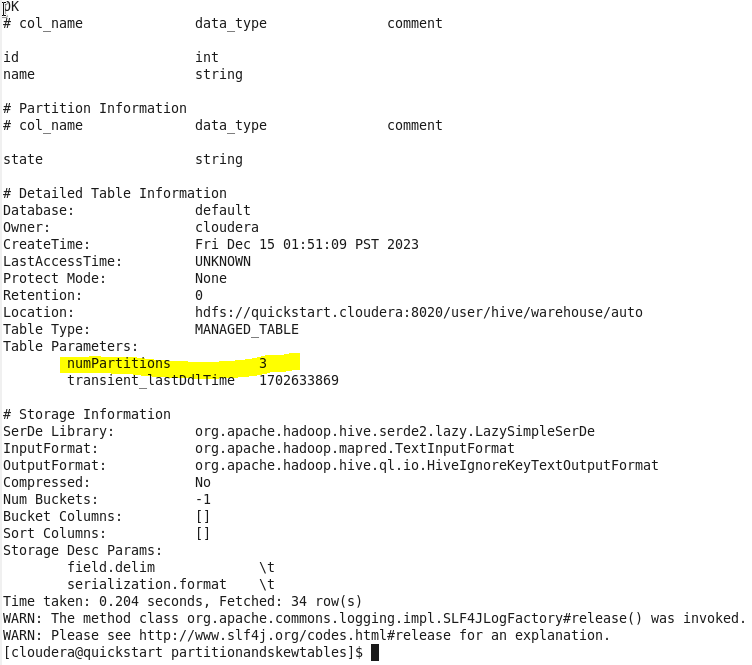 OK
# col_name data_type comment
id int
name string
# Partition Information
# col_name data_type comment
state string
# Detailed Table Information
Database: default
Owner: cloudera
CreateTime: Fri Dec 15 01:51:09 PST 2023
LastAccessTime: UNKNOWN
Protect Mode: None
Retention: 0
Location: hdfs://quickstart.cloudera:8020/user/hive/warehouse/auto
Table Type: MANAGED_TABLE
Table Parameters:
numPartitions 3
transient_lastDdlTime 1702633869
# Storage Information
SerDe Library: org.apache.hadoop.hive.serde2.lazy.LazySimpleSerDe
InputFormat: org.apache.hadoop.mapred.TextInputFormat
OutputFormat: org.apache.hadoop.hive.ql.io.HiveIgnoreKeyTextOutputFormat
Compressed: No
Num Buckets: -1
Bucket Columns: []
Sort Columns: []
Storage Desc Params:
field.delim \t
serialization.format \t
Time taken: 0.204 seconds, Fetched: 34 row(s)
WARN: The method class org.apache.commons.logging.impl.SLF4JLogFactory#release() was invoked.
WARN: Please see http://www.slf4j.org/codes.html#release for an explanation.
[cloudera@quickstart partitionandskewtables]$